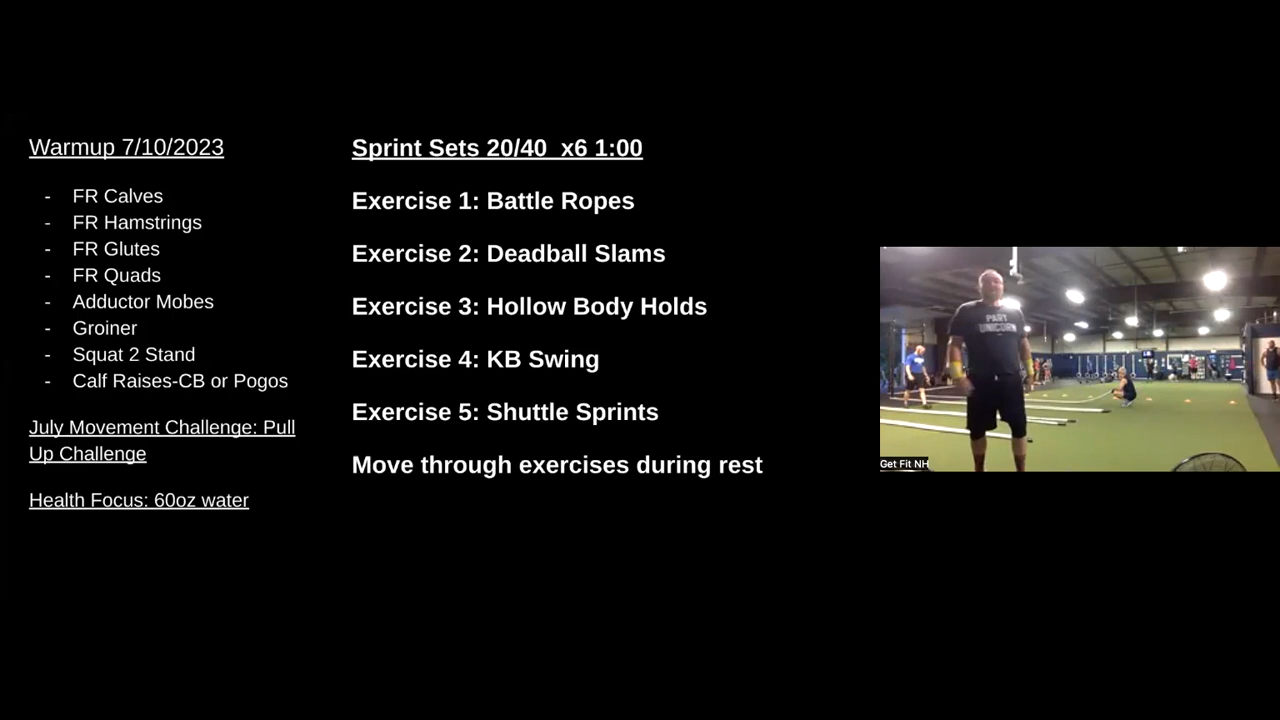 Warmup 7/10/2023
- FR Calves
- FR Hamstrings
- FR Glutes
- FR Quads
- Adductor Mobes
- Groiner
- Squat 2 Stand
- Calf Raises-CB or Pogos
July Movement Challenge: Pull
Up Challenge
Health Focus: 60oz water
Sprint Sets 20/40  x6 1:00
Exercise 1: Battle Ropes
Exercise 2: Deadball Slams
Exercise 3: Hollow Body Holds
Exercise 4: KB Swing
Exercise 5: Shuttle Sprints
Move through exercises during rest
PART
UNICORN
Get Fit NH